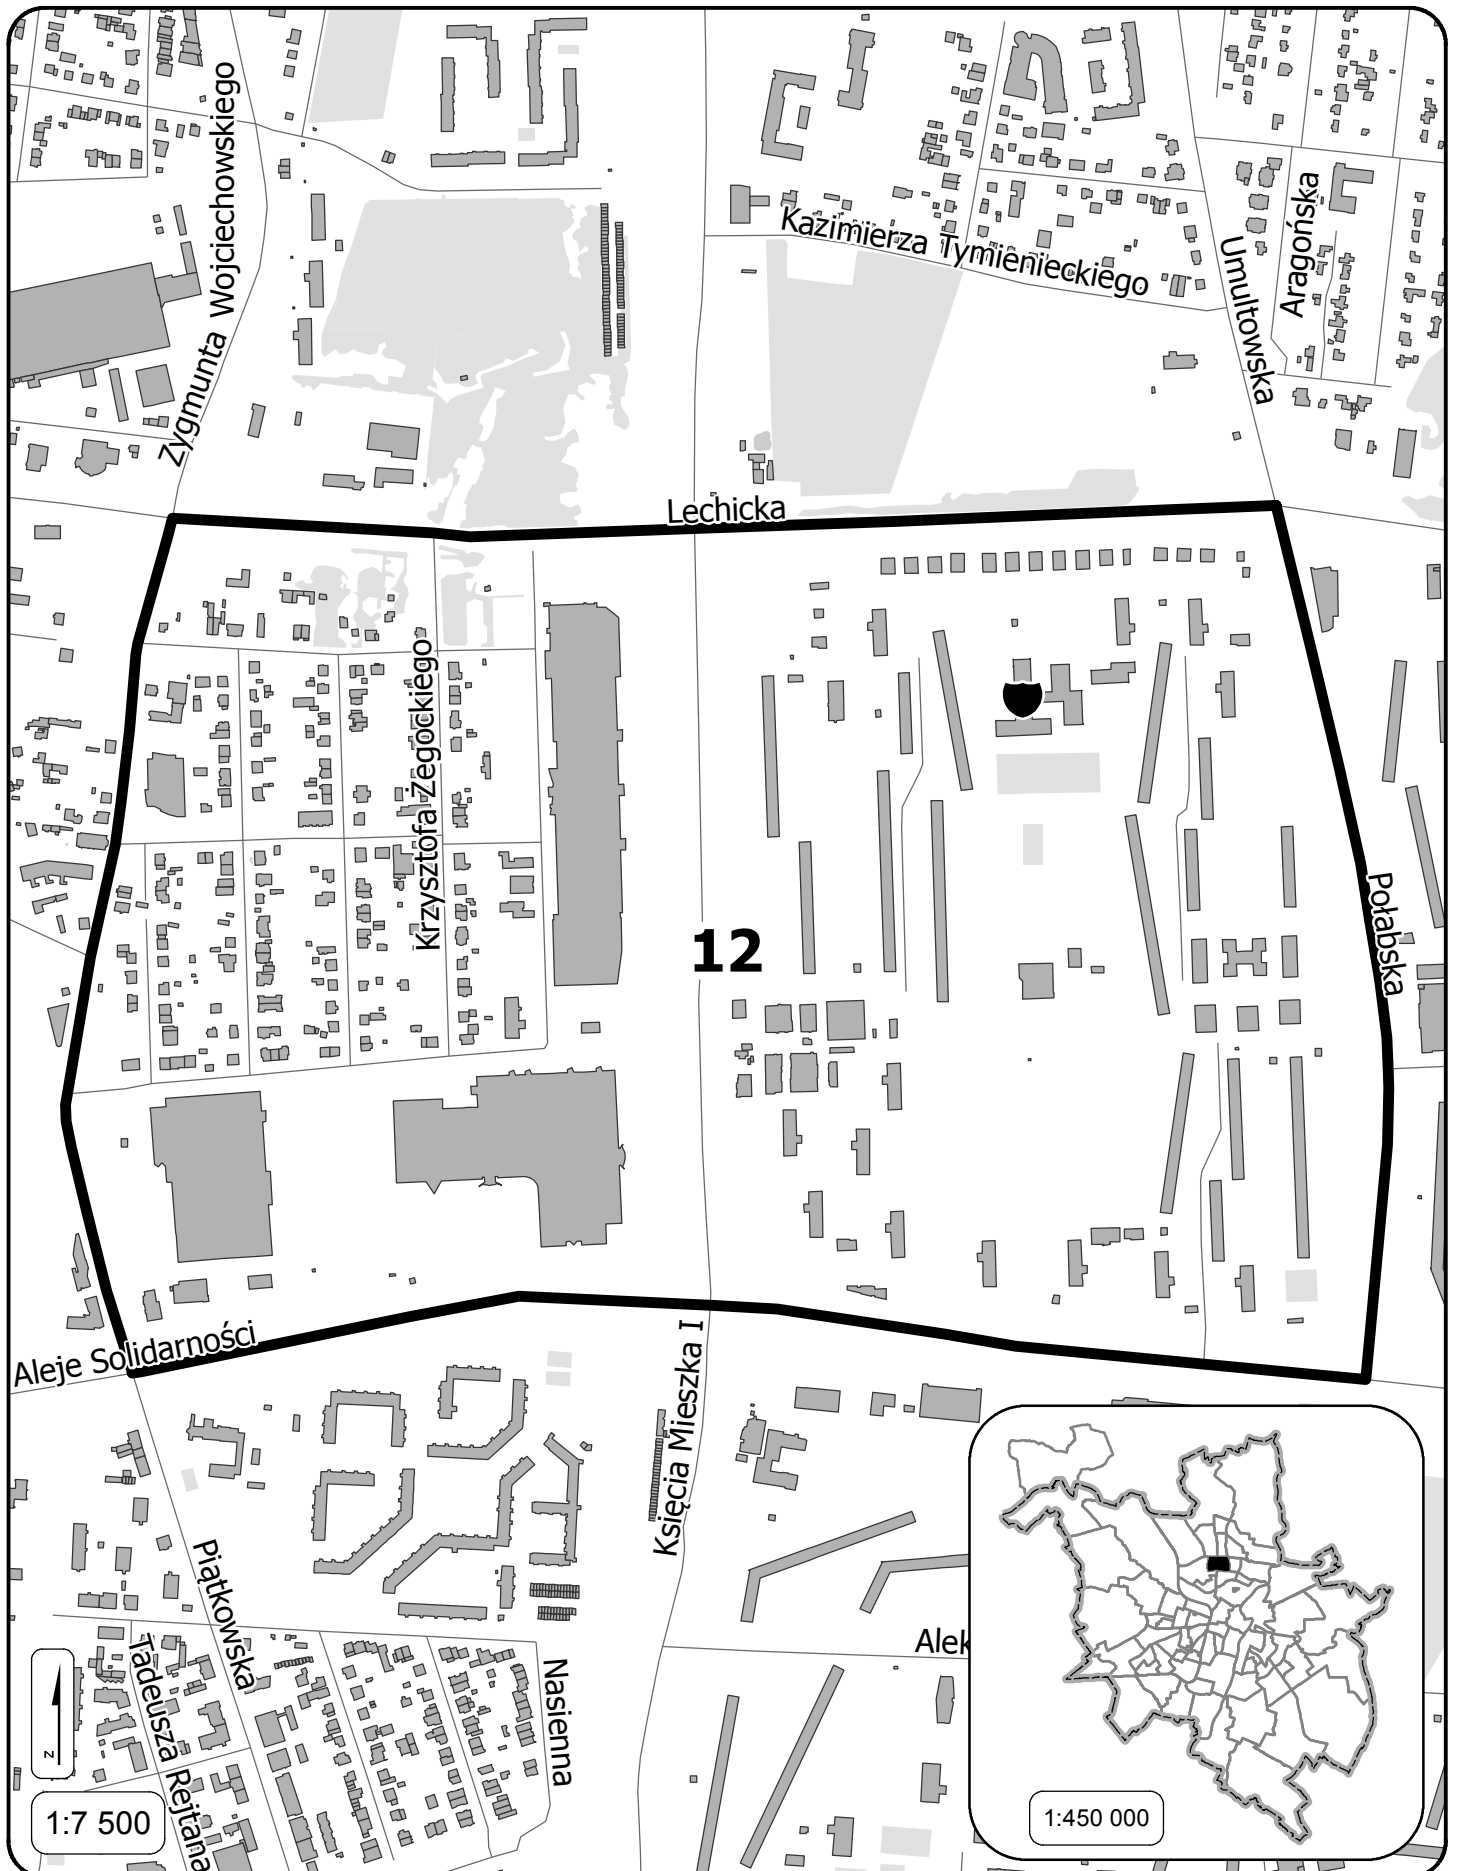 Zygmunta Wojciechowskiego
Kazimierza Tymienieckiego
Umultowska
Aragońska
Lechicka
Krzysztofa Żegockiego
12
Połabska
Aleje Solidarności
Księcia Mieszka I
Piątkowska
Tadeusza Rejtana
Nasienna
Alek
N
1:7 500
1:450 000